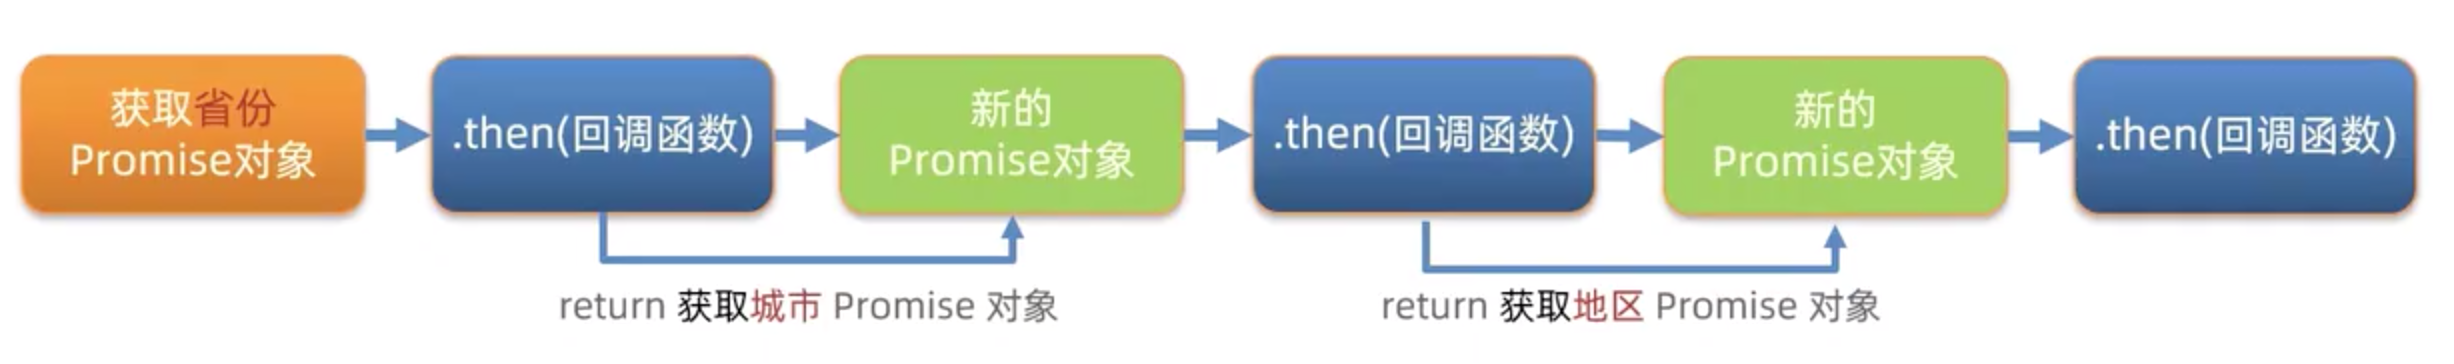 获取省份
Promise对象
.then(回调函数)
新的
Promise对象
.then(回调函数)
新的
Promise对象
.then(回调函数)
return 获取城市 Promise 对象
return 获取地区 Promise 对象